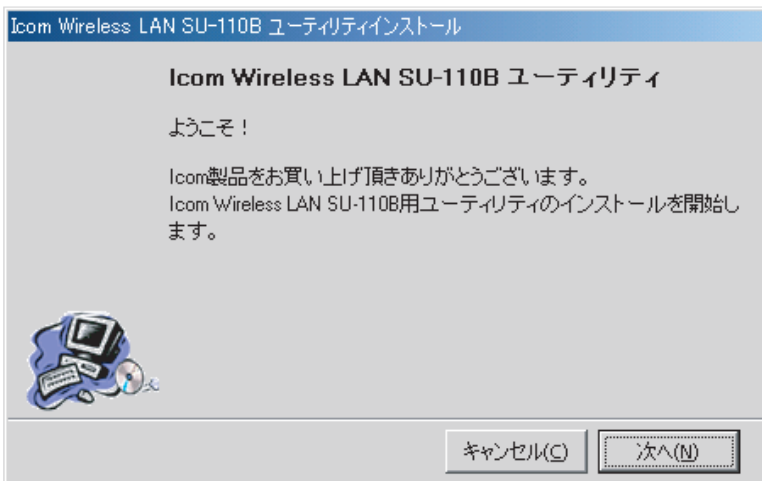 Icom Wireless LAN SU-110B ユーティリティインストール
Icom Wireless LAN SU-110B ユーティリティ
ようこそ！
Icom製品をお買い上げ頂きありがとうございます。
Icom Wireless LAN SU-110B用ユーティリティのインストールを開始し
ます。
キャンセル(C)
次へ(N)